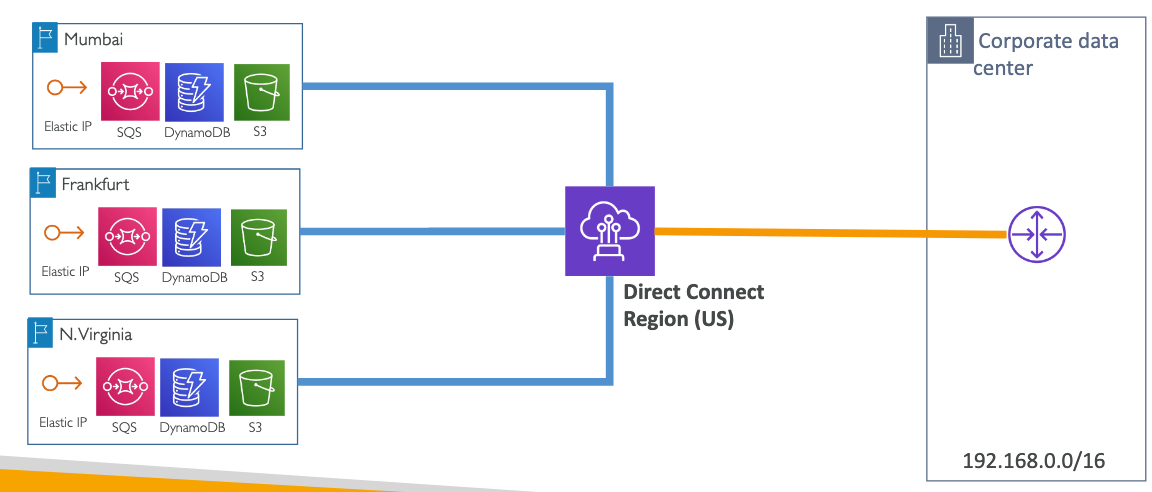 Mumbai
Elastic IP
SQS
DynamoDB
S3
Frankfurt
Elastic IP
SQS
DynamoDB
S3
N.Virginia
Elastic IP
SQS
DynamoDB
S3
Direct Connect
Region (US)
Corporate data
center
192.168.0.0/16